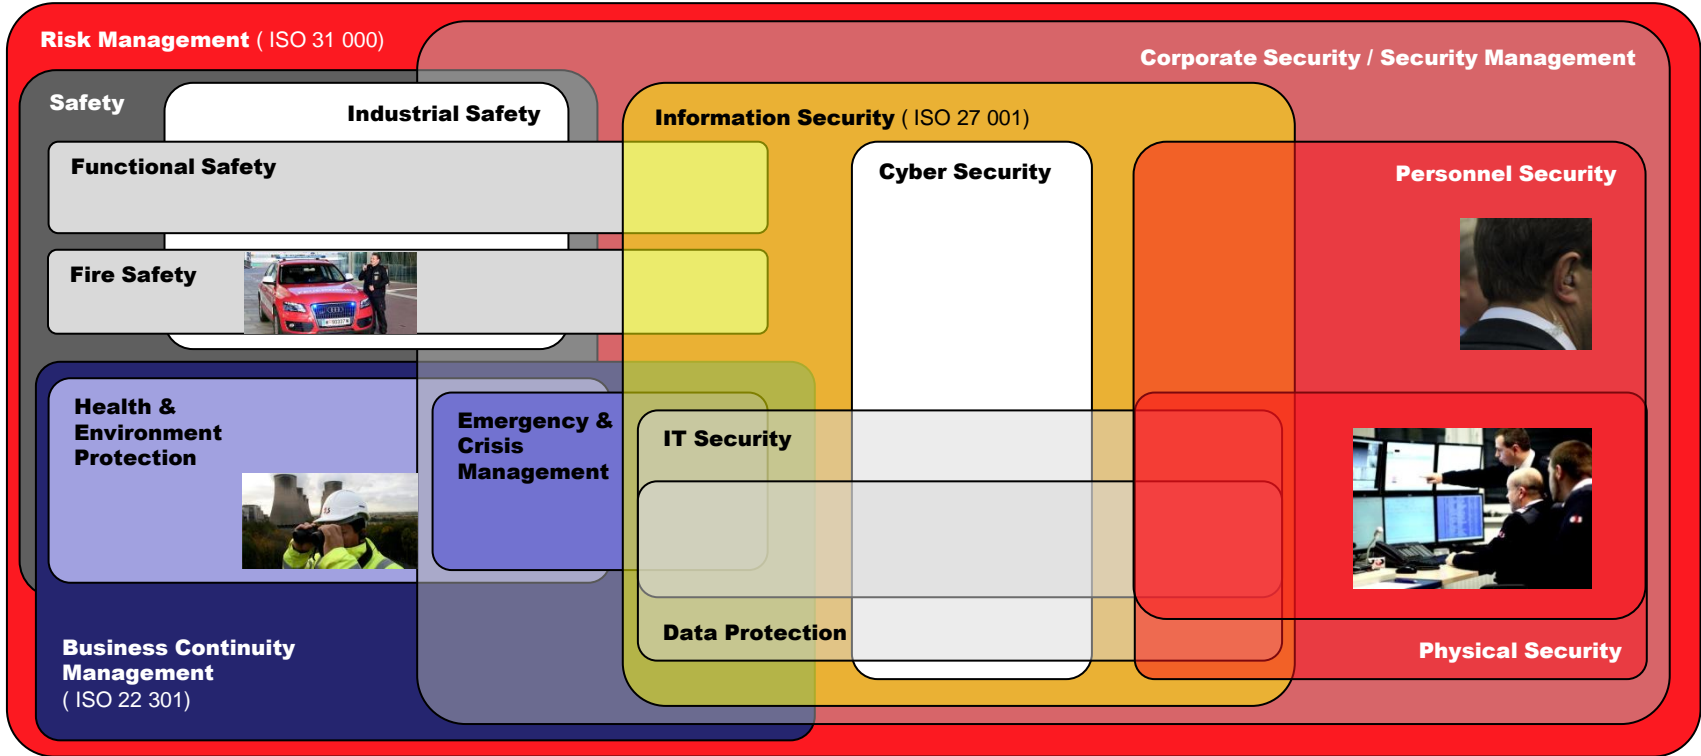 Risk Management ( ISO 31 000)
Corporate Security / Security Management
Safety
Industrial Safety
Information Security ( ISO 27 001)
Functional Safety
Cyber Security
Personnel Security
Fire Safety
Health &
Environment
Protection
Emergency &
Crisis
Management
IT Security
Data Protection
Business Continuity
Management
( ISO 22 301)
Physical Security